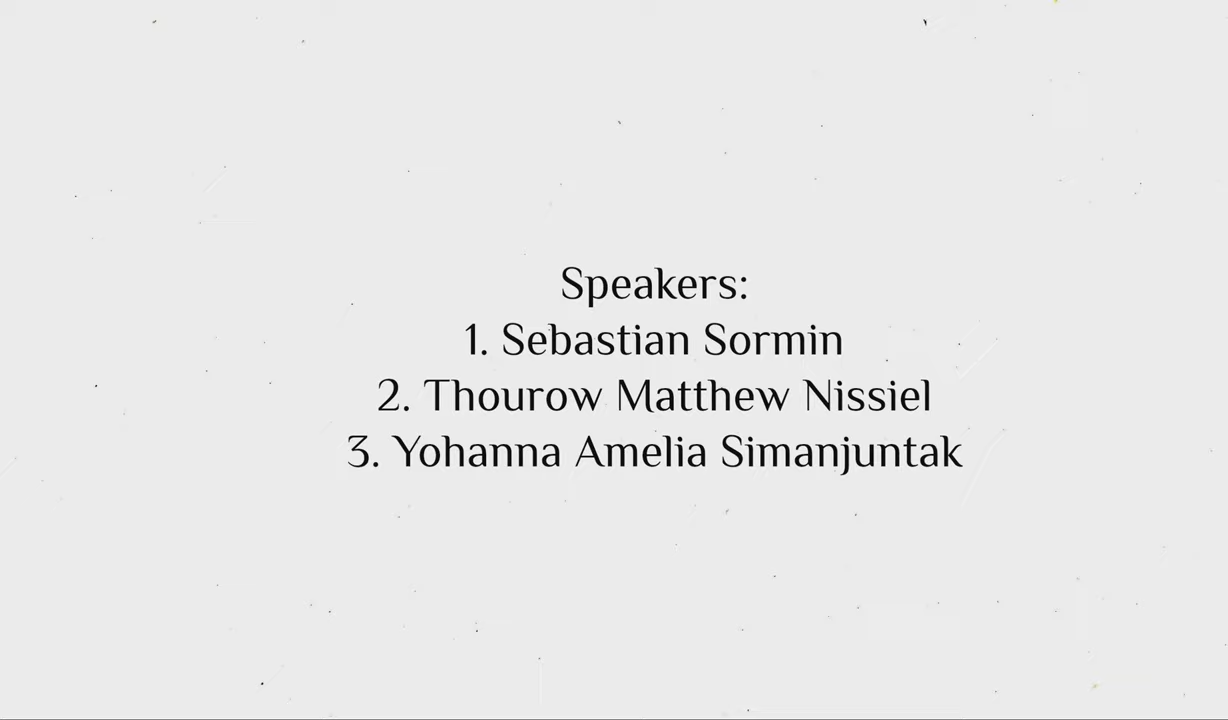 Speakers:
1. Sebastian Sormin
2. Thourow Matthew Nissiel
3. Yohanna Amelia Simanjuntak